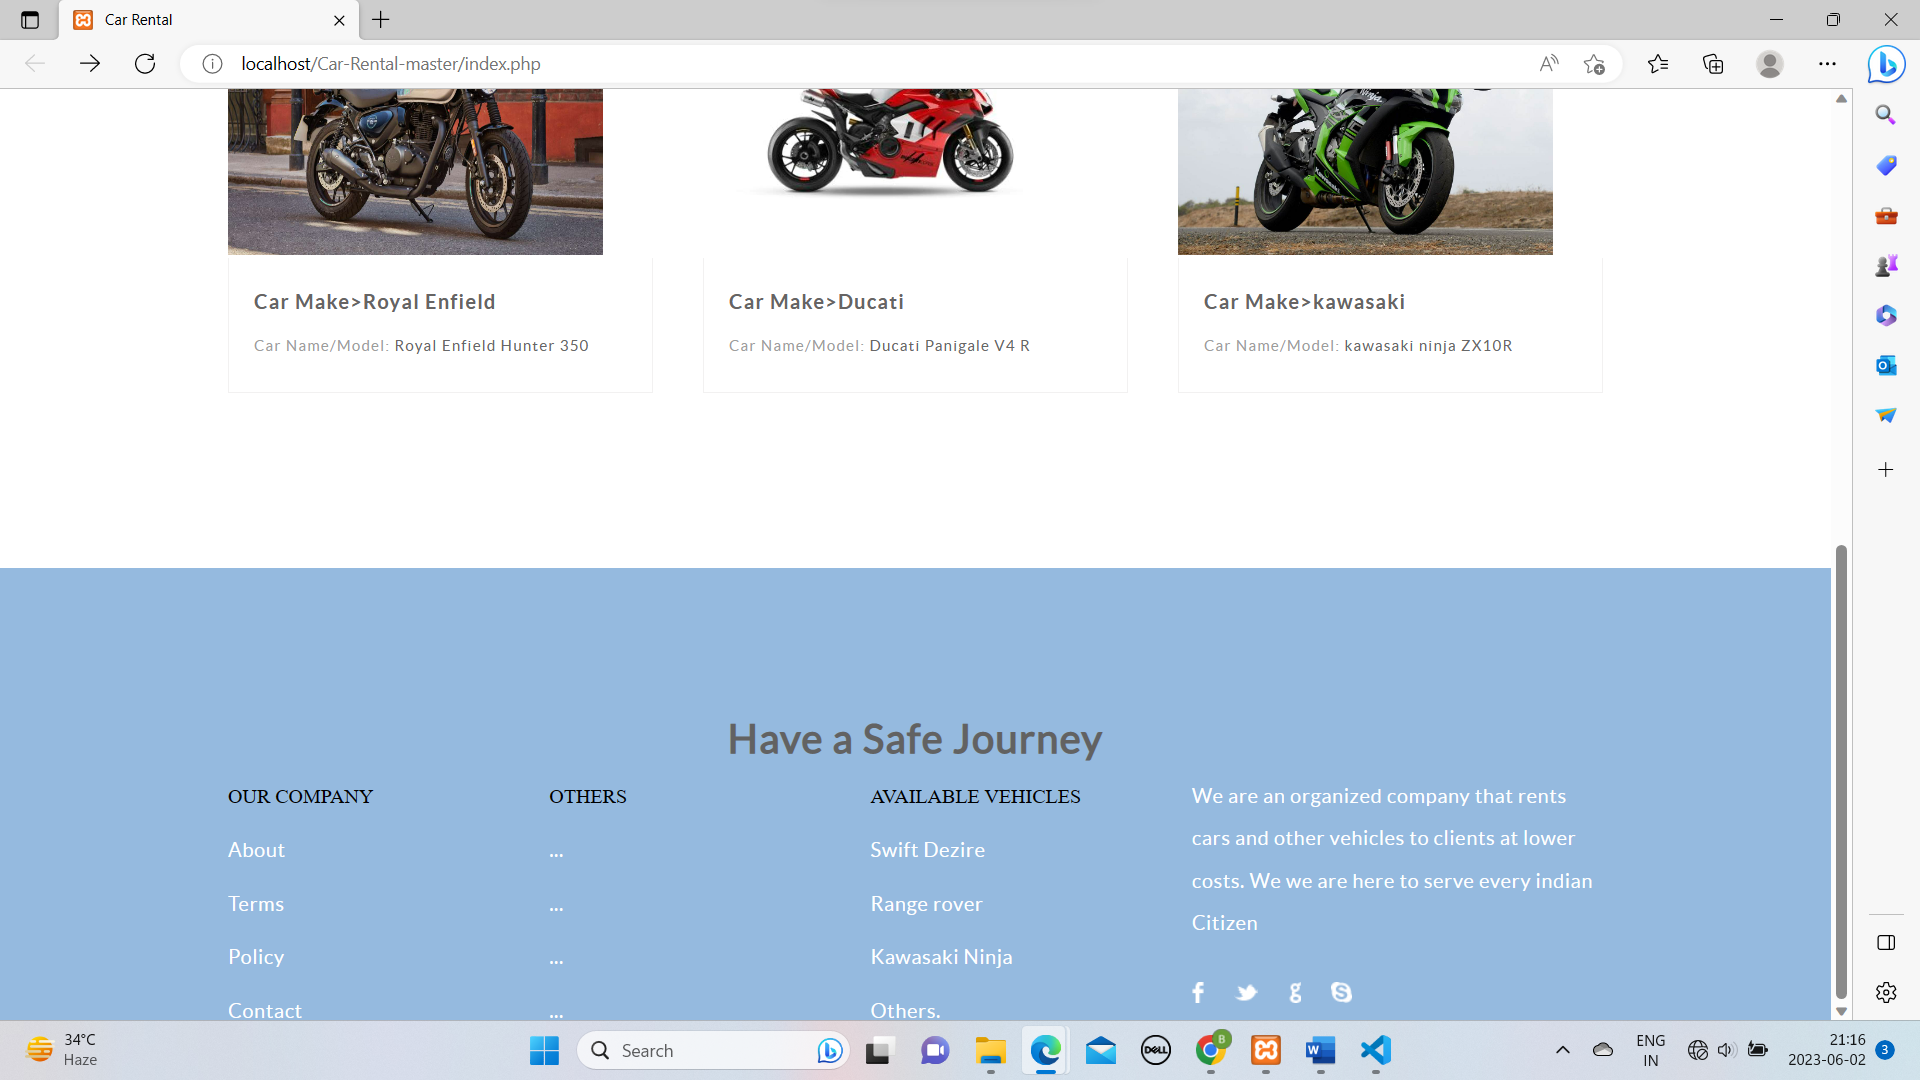 Car Rental
localhost/Car-Rental-master/index.php
Ninja
Kawasaki
Car Make>Royal Enfield
Car Name/Model: Royal Enfield Hunter 350
Car Make>Ducati
Car Name/Model: Ducati Panigale V4 R
Car Make>kawasaki
Car Name/Model: kawasaki ninja ZX10R
Have a Safe Journey
OUR COMPANY
About
Terms
Policy
Contact
OTHERS
...
...
...
...
AVAILABLE VEHICLES
Swift Dezire
Range rover
Kawasaki Ninja
Others.
We are an organized company that rents
cars and other vehicles to clients at lower
costs. We we are here to serve every indian
Citizen
34°C
Haze
Search
DELL
B
W
ENG
IN
21:16
2023-06-02
3